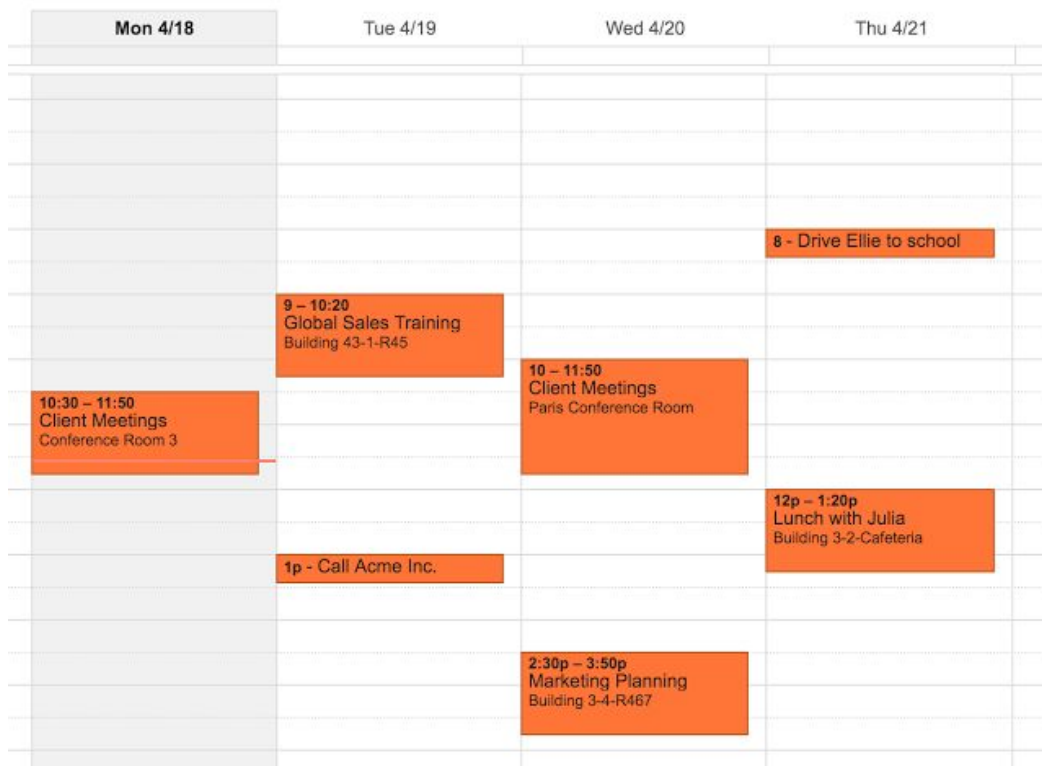 Mon 4/18
Tue 4/19
Wed 4/20
Thu 4/21
10:30 – 11:50
Client Meetings
Conference Room 3
9 – 10:20
Global Sales Training
Building 43-1-R45
1p - Call Acme Inc.
10 – 11:50
Client Meetings
Paris Conference Room
2:30p – 3:50p
Marketing Planning
Building 3-4-R467
8 - Drive Ellie to school
12p – 1:20p
Lunch with Julia
Building 3-2-Cafeteria